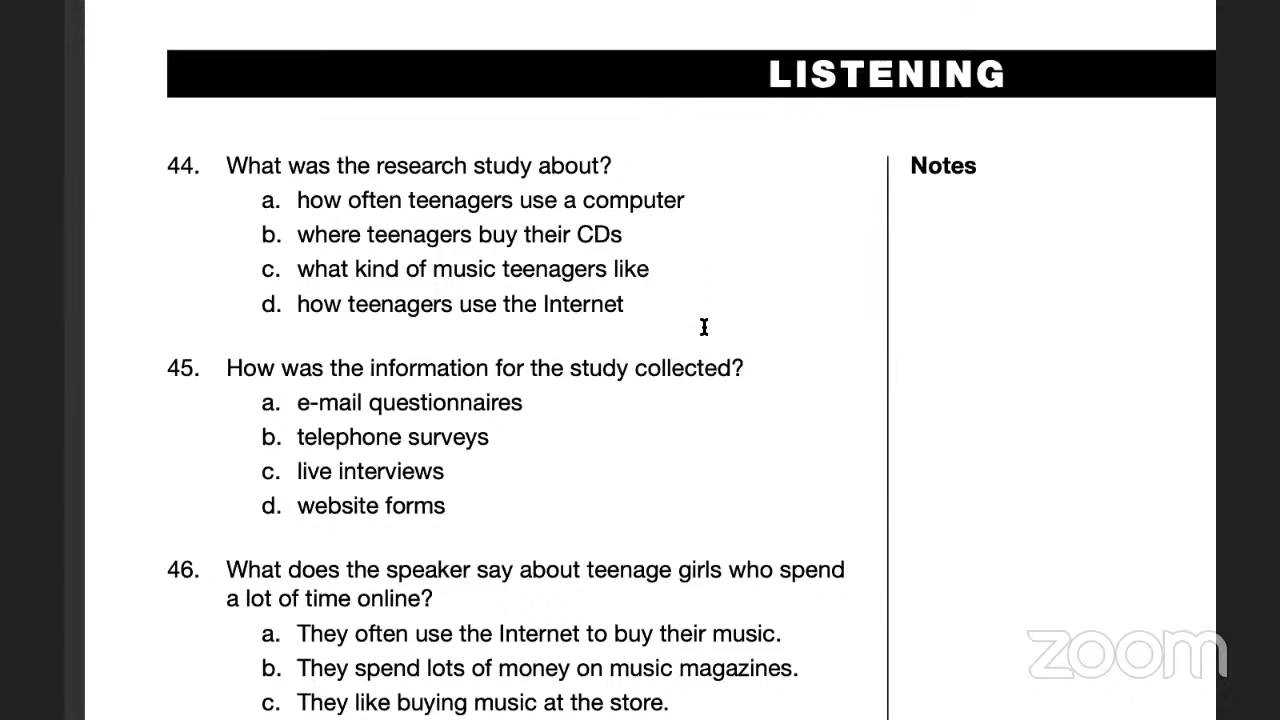 LISTENING
44. What was the research study about?
Notes
a. how often teenagers use a computer
b. where teenagers buy their CDs
c. what kind of music teenagers like
d. how teenagers use the Internet
45. How was the information for the study collected?
a. e-mail questionnaires
b. telephone surveys
c. live interviews
d. website forms
46. What does the speaker say about teenage girls who spend
a lot of time online?
a. They often use the Internet to buy their music.
b. They spend lots of money on music magazines.
c. They like buying music at the store.
zoom